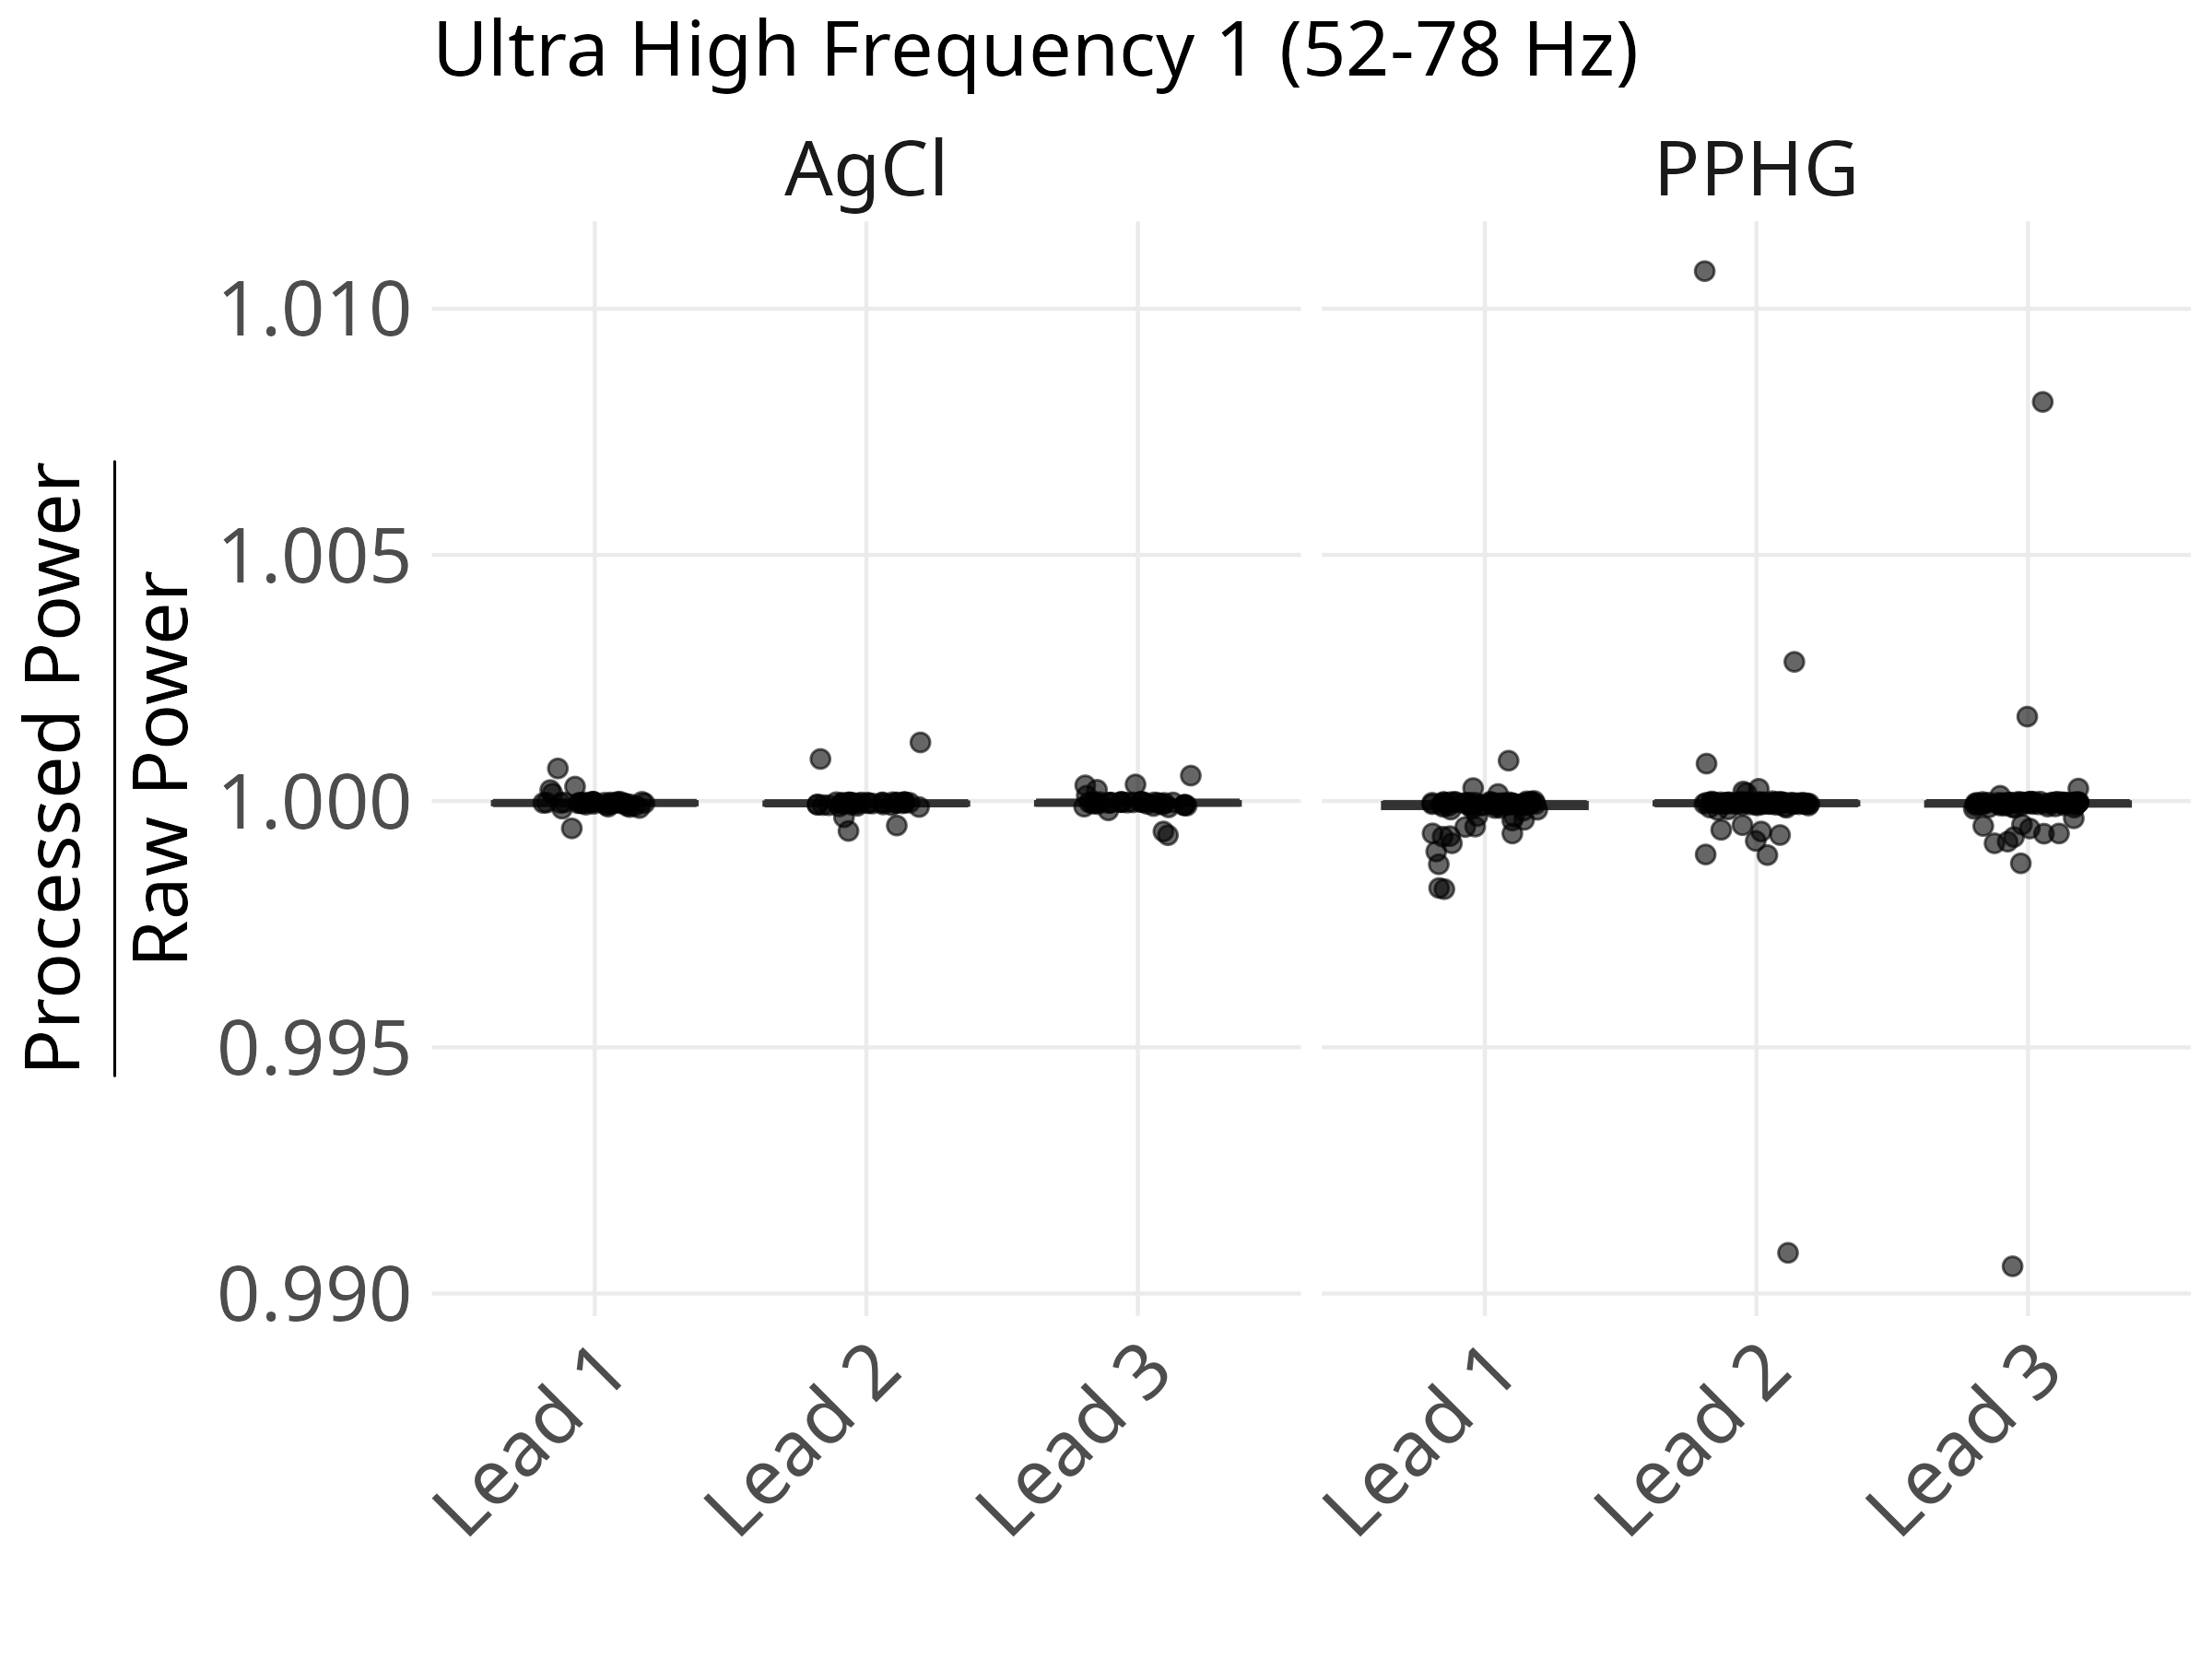 Ultra High Frequency 1 (52-78 Hz)
AgCl
PPHG
Processed Power
Raw Power
1.010
1.005
1.000
0.995
0.990
Lead 1
Lead 2
Lead 3
Lead 1
Lead 2
Lead 3